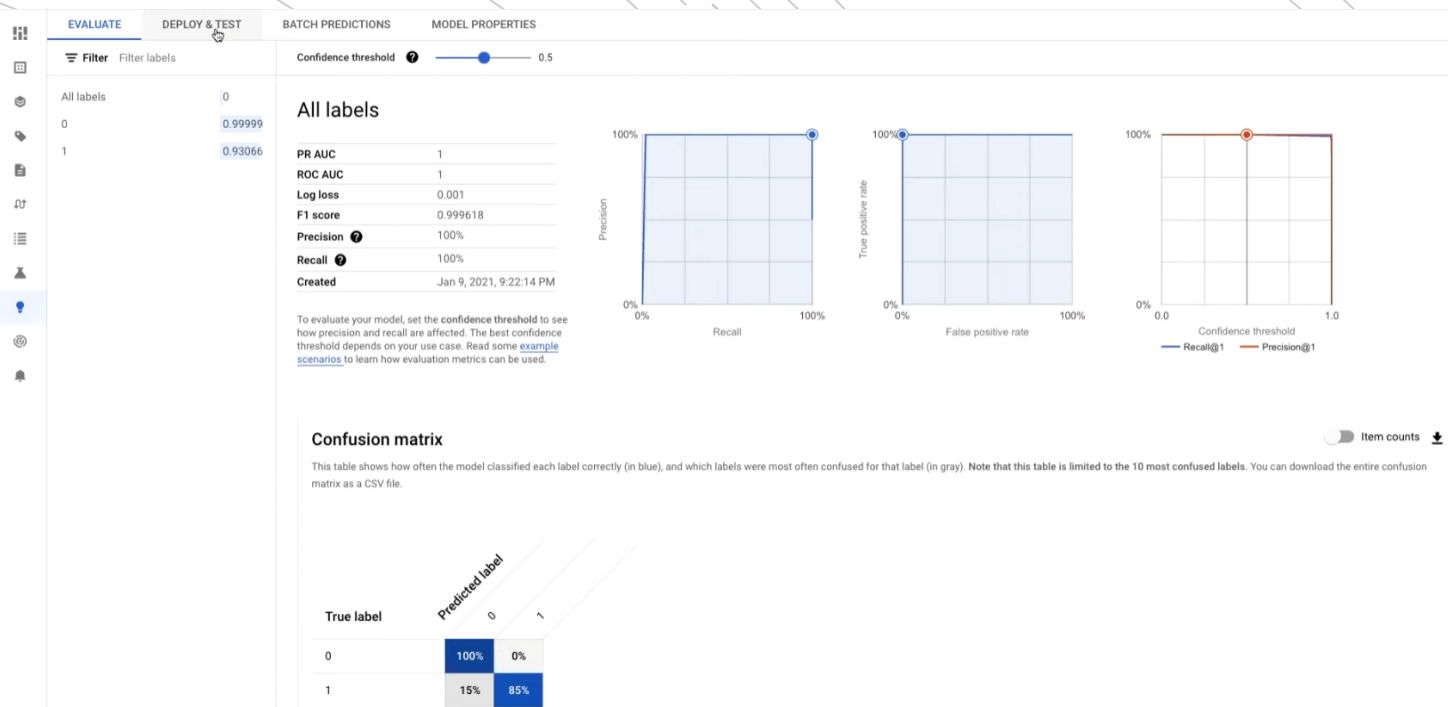 EVALUATE DEPLOY & TEST BATCH PREDICTIONS MODEL PROPERTIES
Filter Filter labels
Confidence threshold ? 0.5
All labels 0
0 0.99999
1 0.93066
All labels
PR AUC 1
ROC AUC 1
Log loss 0.001
F1 score 0.999618
Precision ? 100%
Recall ? 100%
Created Jan 9, 2021, 9:22:14 PM
To evaluate your model, set the confidence threshold to see
how precision and recall are affected. The best confidence
threshold depends on your use case. Read some example
scenarios to learn how evaluation metrics can be used.
100%
Precision
0%
0% 100%
Recall
100%
True positive rate
0%
0% 100%
False positive rate
100%
0%
0.0 1.0
Confidence threshold
Recall@1 Precision@1
Confusion matrix
Item counts
This table shows how often the model classified each label correctly (in blue), and which labels were most often confused for that label (in gray). Note that this table is limited to the 10 most confused labels. You can download the entire confusion
matrix as a CSV file.
Predicted label
True label 0 1
0 100% 0%
1 15% 85%